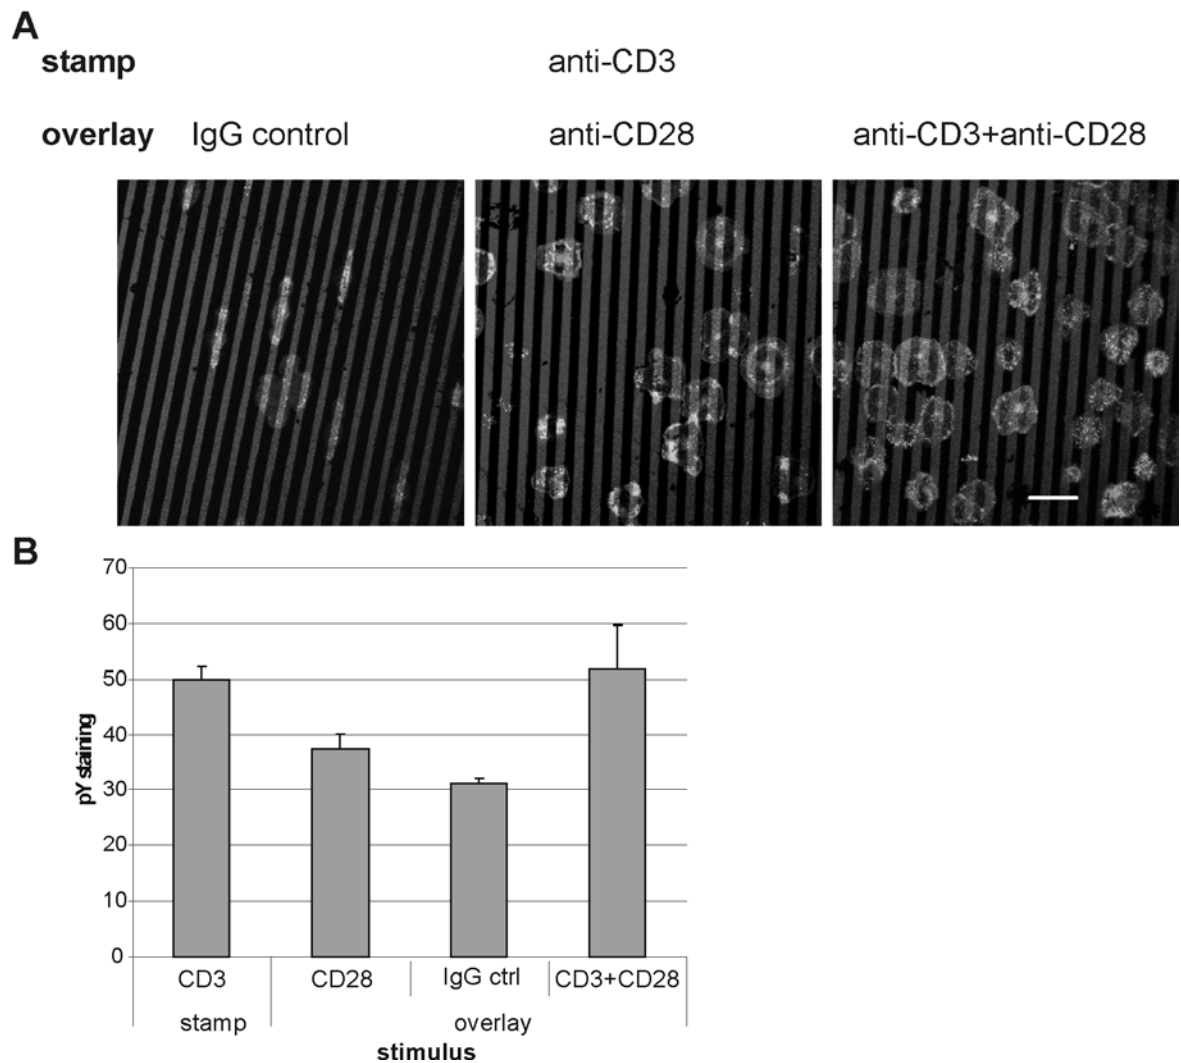 A
stamp anti-CD3
overlay IgG control anti-CD28 anti-CD3+anti-CD28
B
70
60
50
40
30
20
10
0
pY staining
CD3 CD28 IgG ctrl CD3+CD28
stamp overlay
stimulus